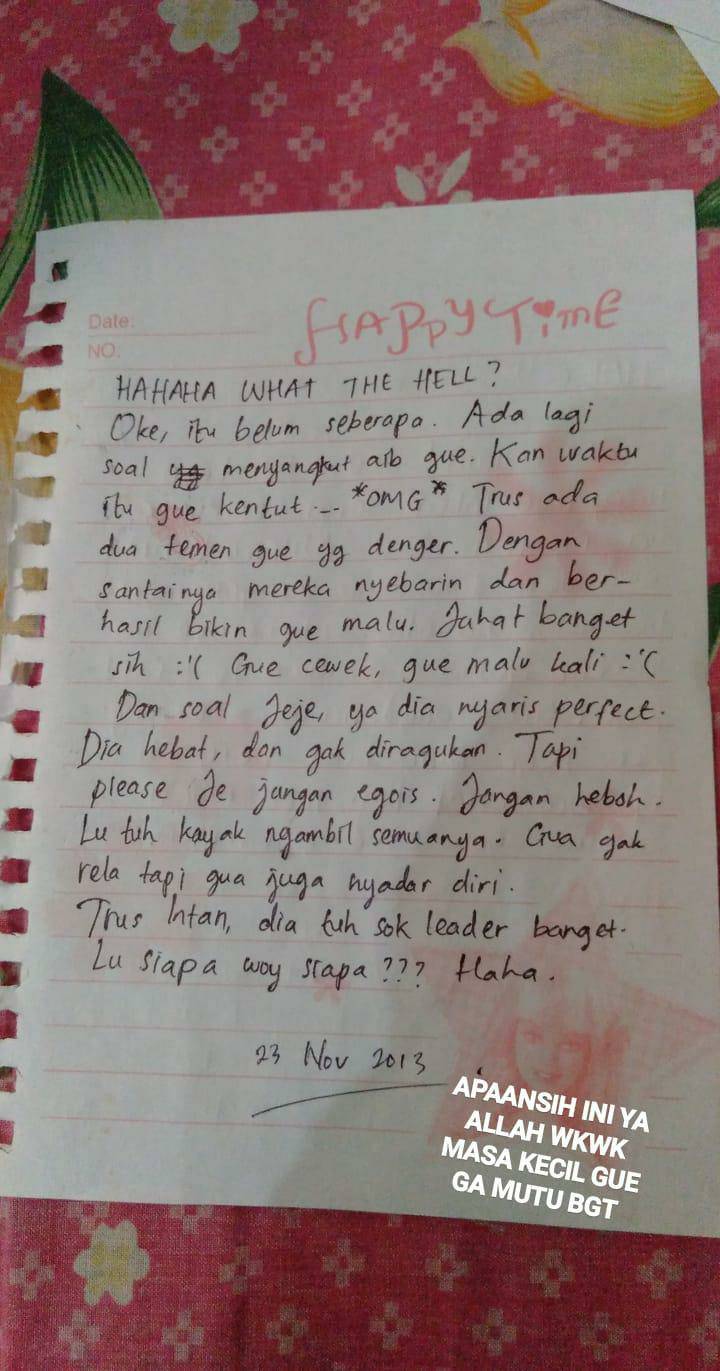 Date:
NO.
HAPPY TIME
HAHAHA WHAT THE HELL?
Oke, itu belum seberapa. Ada lagi
soal menyangkut aib gue. Kan waktu
itu gue kentut... *OMG* Trus ada
dua temen gue yg denger. Dengan
santainya mereka nyebarin dan ber-
hasil bikin gue malu. Jahat banget
sih :'( Gue cewek, gue malu kali :'(
Dan soal Jeje, ya dia nyaris perfect.
Dia hebat, dan gak diragukan. Tapi
please Je jangan egois. Jangan heboh.
Lu tuh kayak ngambil semuanya. Gua gak
rela tapi gua juga nyadar diri.
Trus Intan, dia tuh sok leader banget.
Lu siapa woy siapa??? Haha.
23 Nov 2013
APAANSIH INI YA
ALLAH WKWK
MASA KECIL GUE
GA MUTU BGT